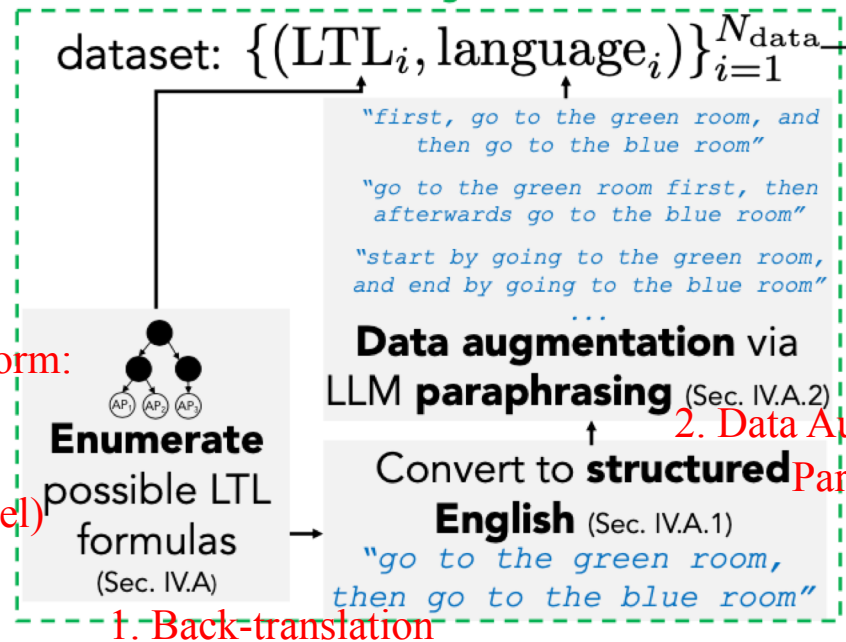 dataset: {(LTLᵢ, languageᵢ)}ᵢ₌₁^{N_data}
"first, go to the green room, and
then go to the blue room"
"go to the green room first, then
afterwards go to the blue room"
"start by going to the green room,
and end by going to the blue room"
...
Data augmentation via
LLM paraphrasing (Sec. IV.A.2)
orm:
AP₁ AP₂ AP₃
Enumerate
possible LTL
el)
formulas
(Sec. IV.A)
2. Data Au
Par
Convert to structured
English (Sec. IV.A.1)
"go to the green room,
then go to the blue room"
1. Back-translation